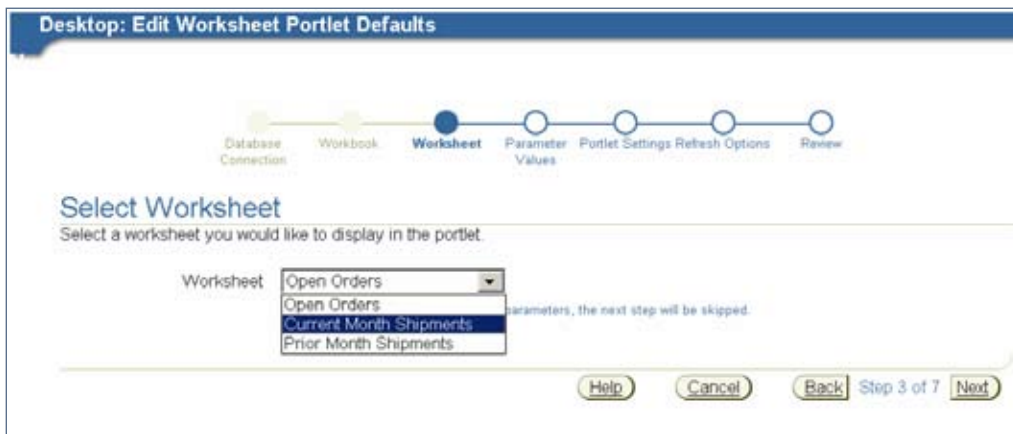 Desktop: Edit Worksheet Portlet Defaults
Database Connection
Workbook
Worksheet
Parameter Values
Portlet Settings
Refresh Options
Review
Select Worksheet
Select a worksheet you would like to display in the portlet.
Worksheet
Open Orders
Open Orders
Current Month Shipments
Prior Month Shipments
parameters, the next step will be skipped.
Help
Cancel
Back
Step 3 of 7
Next